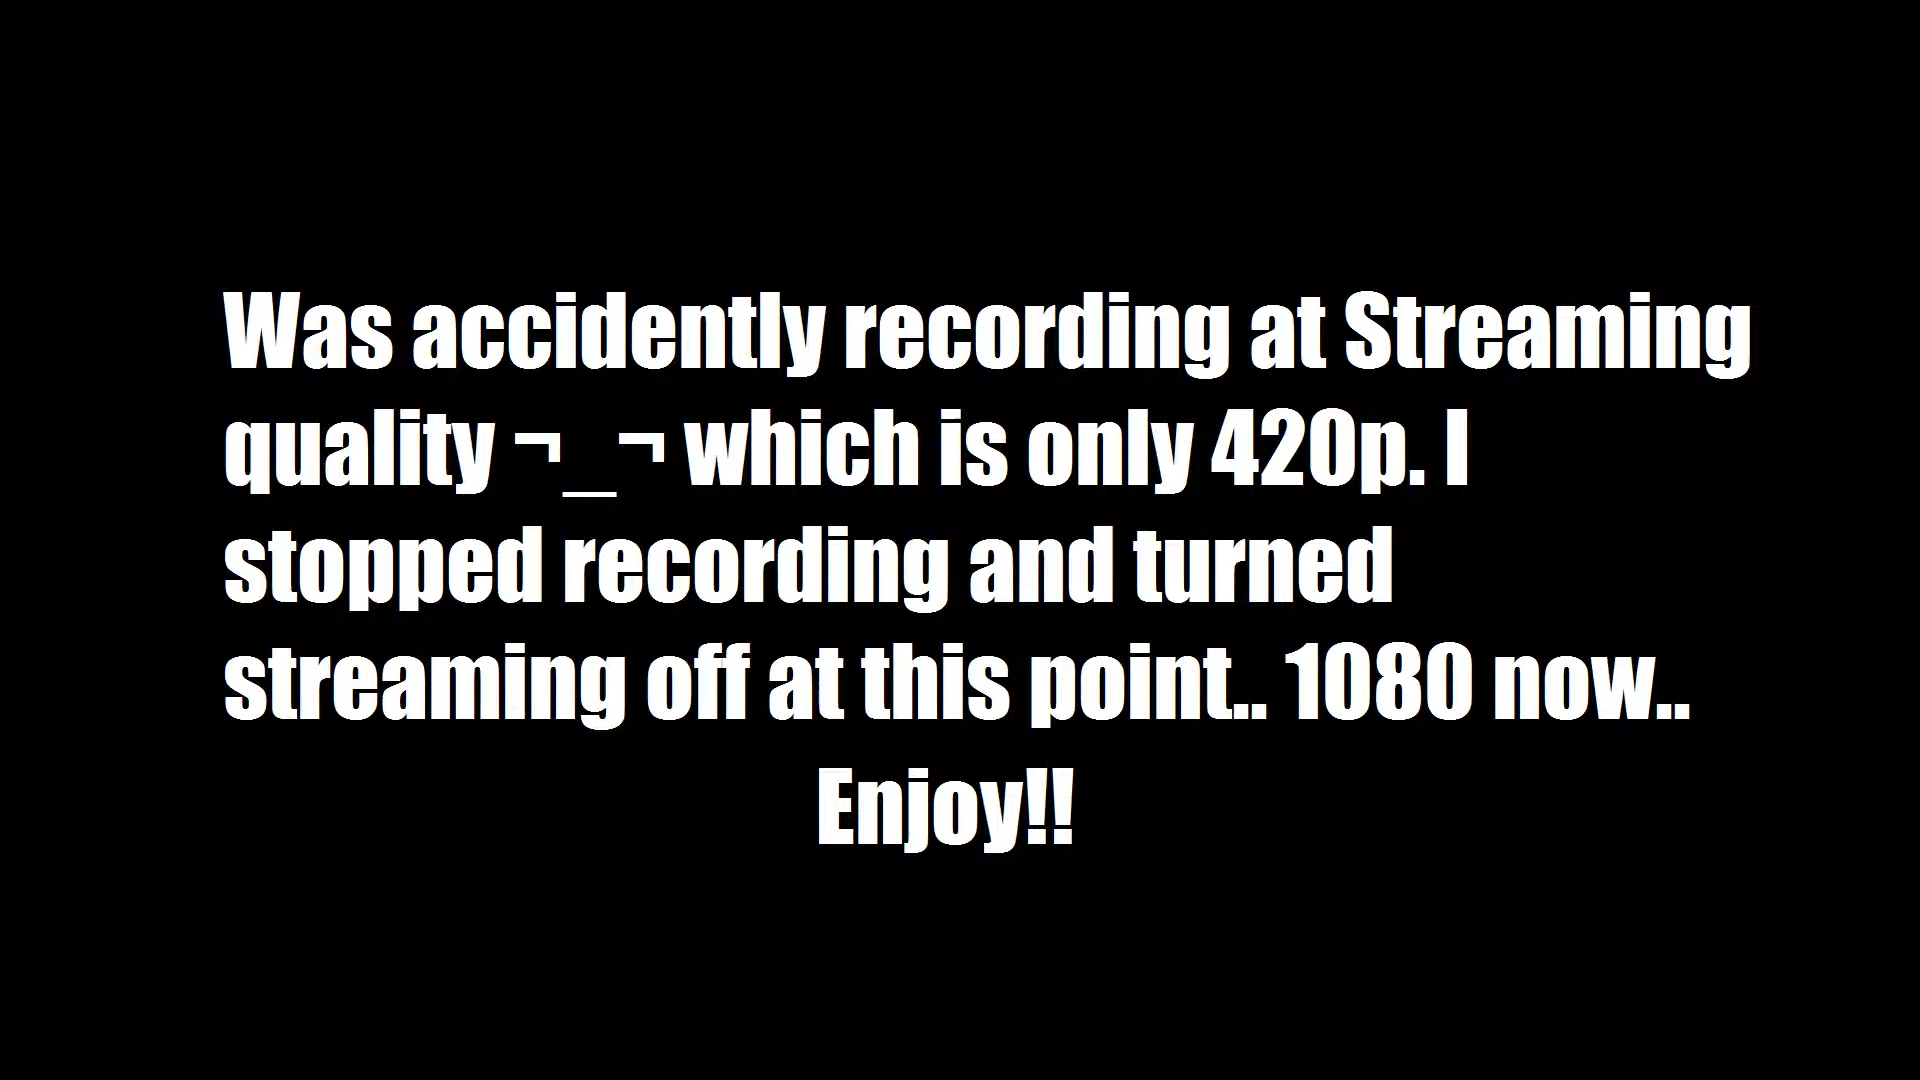 Was accidently recording at Streaming
quality ¬_¬ which is only 420p. I
stopped recording and turned
streaming off at this point.. 1080 now..
Enjoy!!